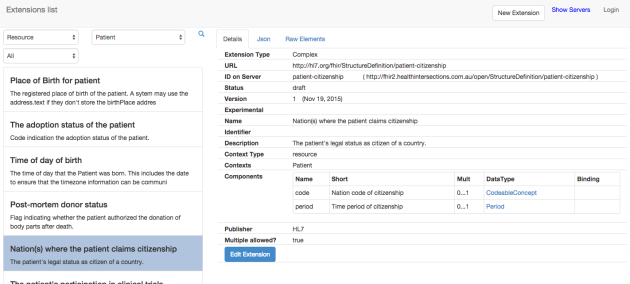 Extensions list
New Extension
Show Servers
Login
Resource
Patient
All
Place of Birth for patient
The registered place of birth of the patient. A sytem may use the
address.text if they don't store the birthPlace addres
The adoption status of the patient
Code indication the adoption status of the patient.
Time of day of birth
The time of day that the Patient was born. This includes the date
to ensure that the timezone information can be communi
Post-mortem donor status
Flag indicating whether the patient authorized the donation of
body parts after death.
Nation(s) where the patient claims citizenship
The patient's legal status as citizen of a country.
The patient's participation in clinical trials
Details Json Raw Elements
Extension Type Complex
URL http://hl7.org/fhir/StructureDefinition/patient-citizenship
ID on Server patient-citizenship ( http://fhir2.healthintersections.com.au/open/StructureDefinition/patient-citizenship )
Status draft
Version 1 (Nov 19, 2015)
Experimental
Name Nation(s) where the patient claims citizenship
Identifier
Description The patient's legal status as citizen of a country.
Context Type resource
Contexts Patient
Components
Name Short Mult DataType Binding
code Nation code of citizenship 0...1 CodeableConcept
period Time period of citizenship 0...1 Period
Publisher HL7
Multiple allowed? true
Edit Extension